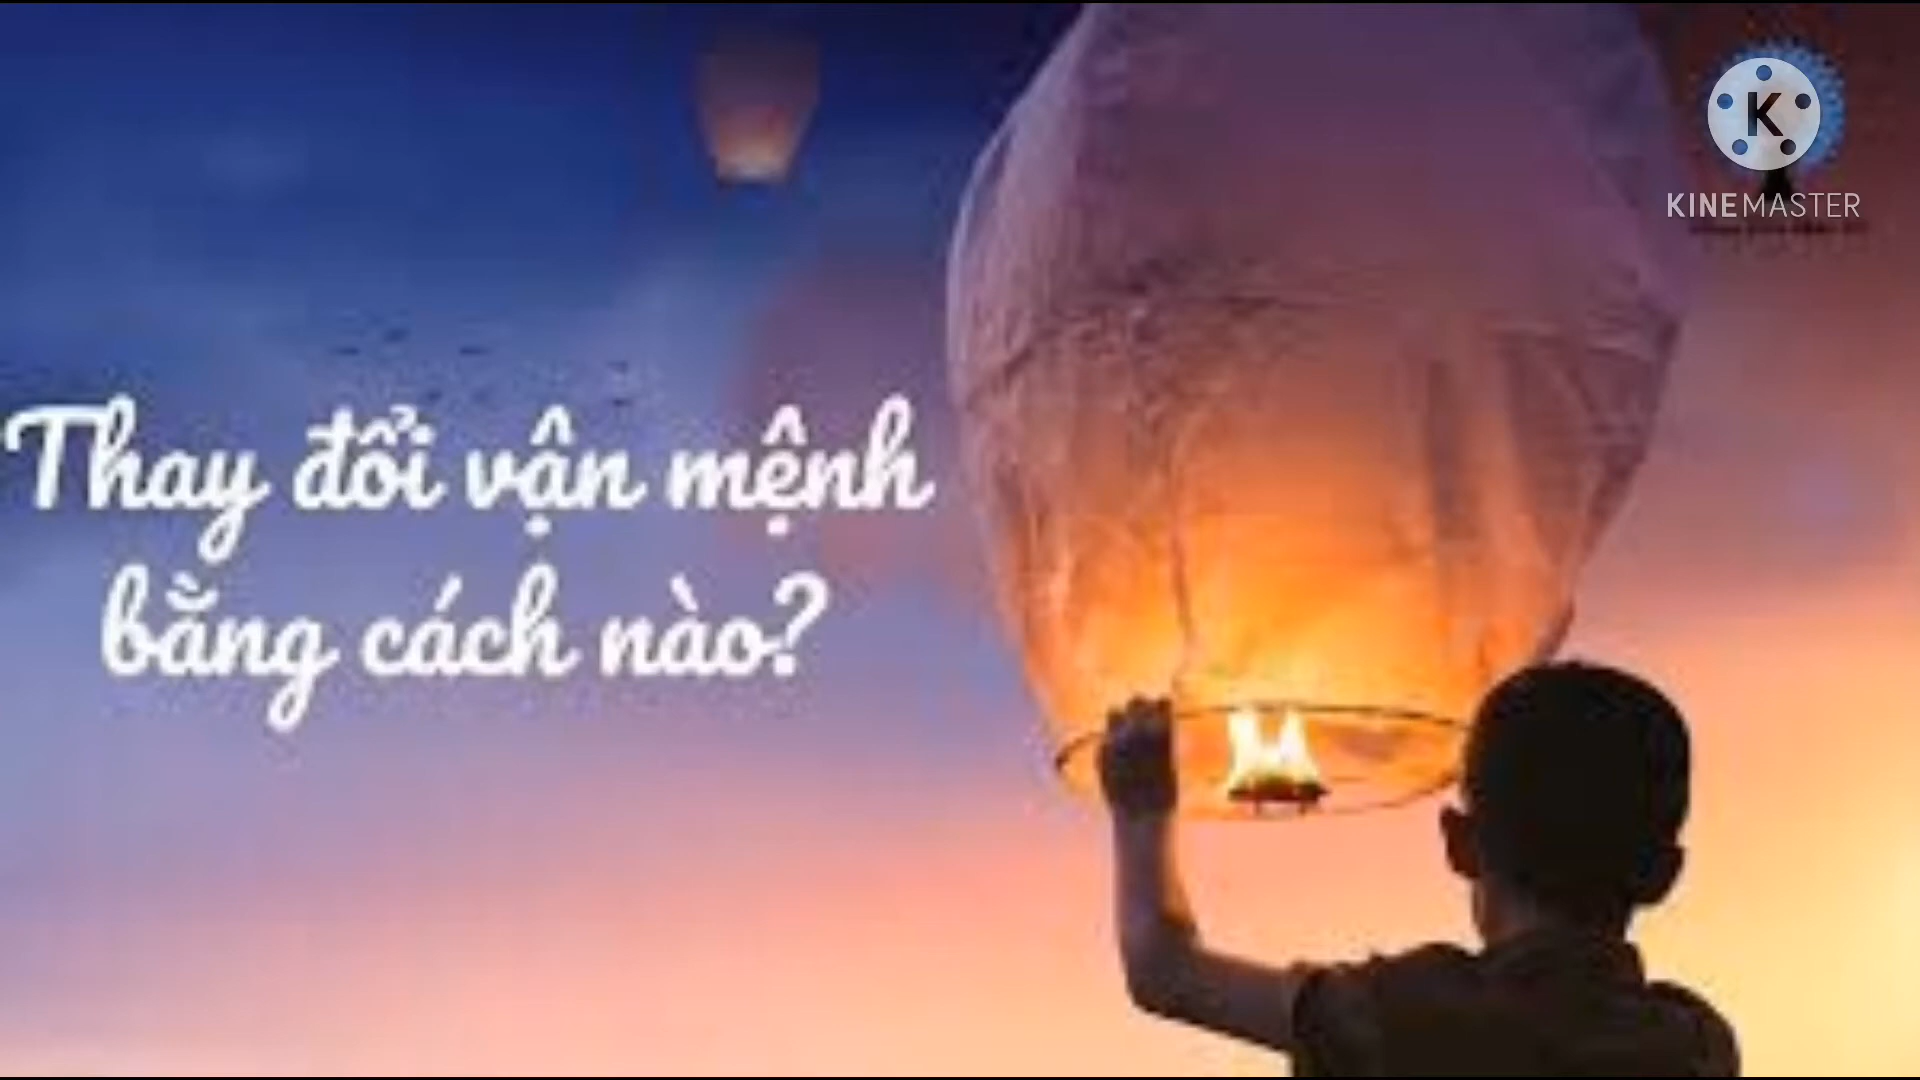 Thay đổi vận mệnh
bằng cách nào?
K
KINEMASTER